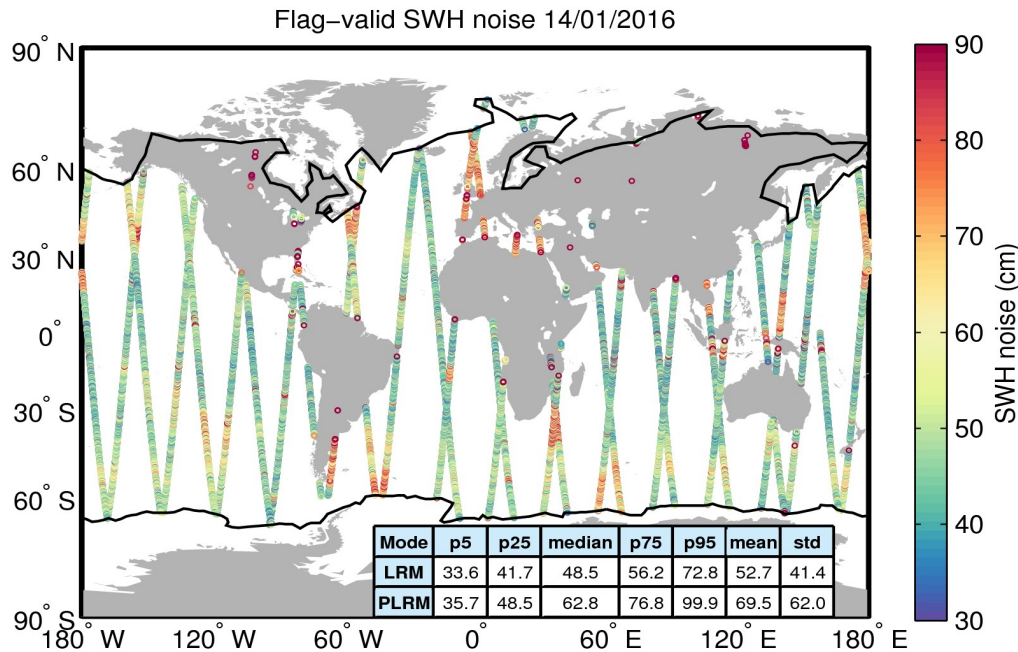 Flag−valid SWH noise 14/01/2016
90° N
60° N
30° N
0°
30° S
60° S
90° S
180° W
120° W
60° W
0°
60° E
120° E
180° E
Mode p5 p25 median p75 p95 mean std
LRM 33.6 41.7 48.5 56.2 72.8 52.7 41.4
PLRM 35.7 48.5 62.8 76.8 99.9 69.5 62.0
90
80
70
60
50
40
30
SWH noise (cm)